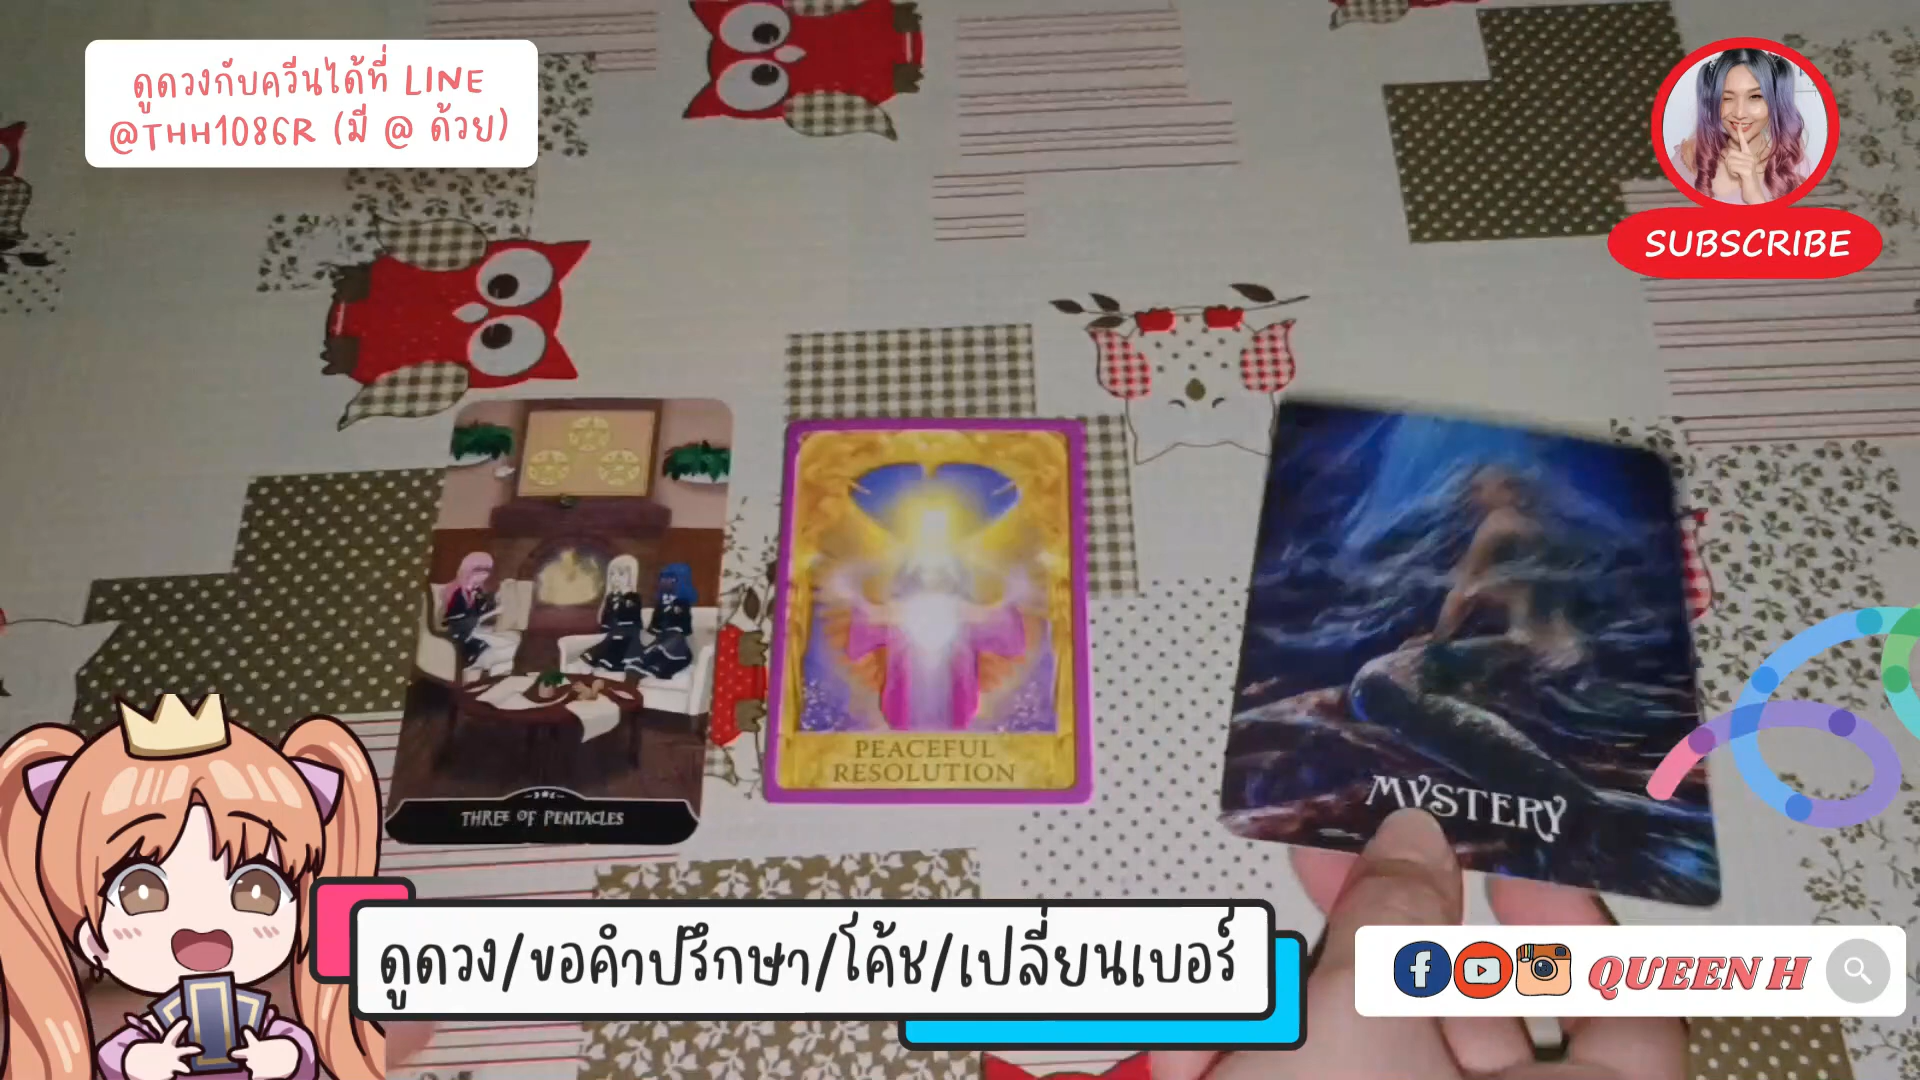 ดูดวงกับควีนได้ที่ LINE
@THH1086R (มี @ ด้วย)
SUBSCRIBE
THREE OF PENTACLES
PEACEFUL
RESOLUTION
MYSTERY
ดูดวง/ขอคำปรึกษา/โค้ช/เปลี่ยนเบอร์
QUEEN H